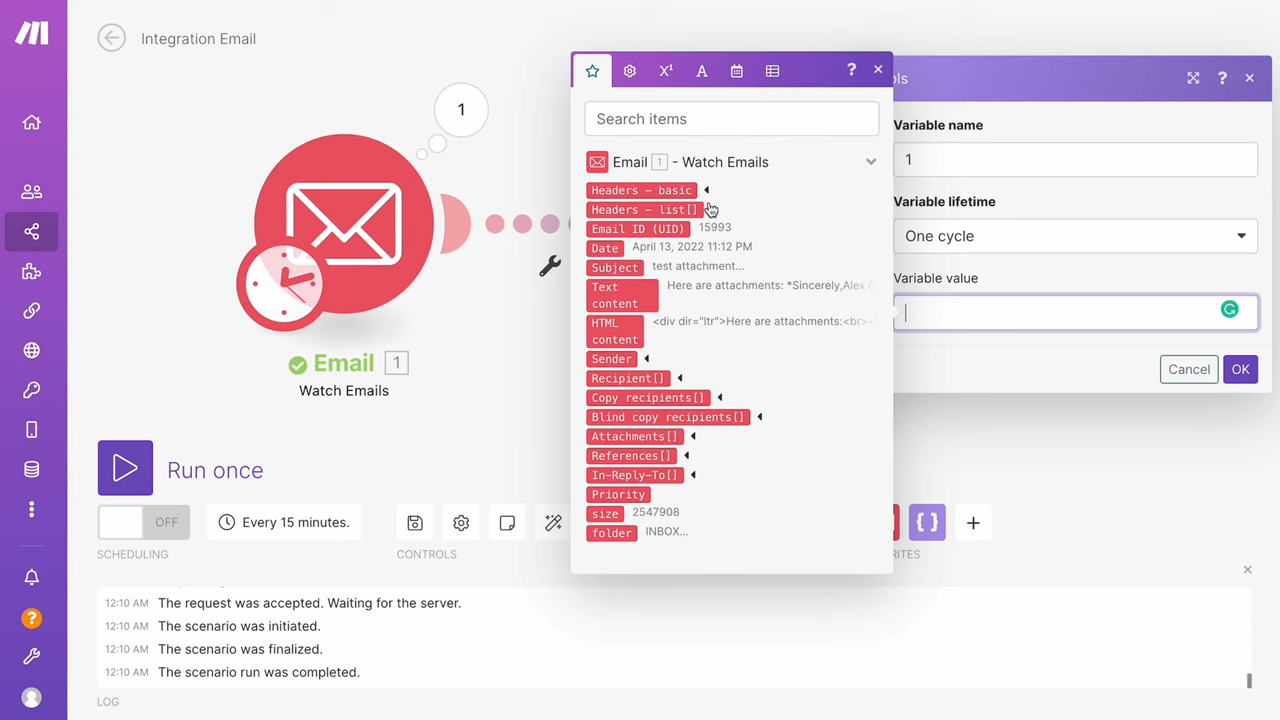 Integration Email
1
Email 1
Watch Emails
Run once
OFF
Every 15 minutes.
SCHEDULING
CONTROLS
RITES
Search items
Email 1 - Watch Emails
Headers - basic
Headers - list[]
Email ID (UID) 15993
Date April 13, 2022 11:12 PM
Subject test attachment...
Text content Here are attachments: *Sincerely,Alex C
HTML content <div dir="ltr">Here are attachments:<br><
Sender
Recipient[]
Copy recipients[]
Blind copy recipients[]
Attachments[]
References[]
In-Reply-To[]
Priority
size 2547908
folder INBOX...
ols
Variable name
1
Variable lifetime
One cycle
Variable value
Cancel OK
12:10 AM The request was accepted. Waiting for the server.
12:10 AM The scenario was initiated.
12:10 AM The scenario was finalized.
12:10 AM The scenario run was completed.
LOG